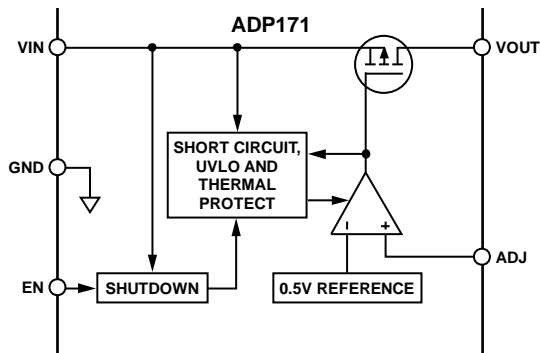 ADP171
VIN
VOUT
SHORT CIRCUIT,
UVLO AND
THERMAL
PROTECT
GND
– +
ADJ
EN
SHUTDOWN
0.5V REFERENCE